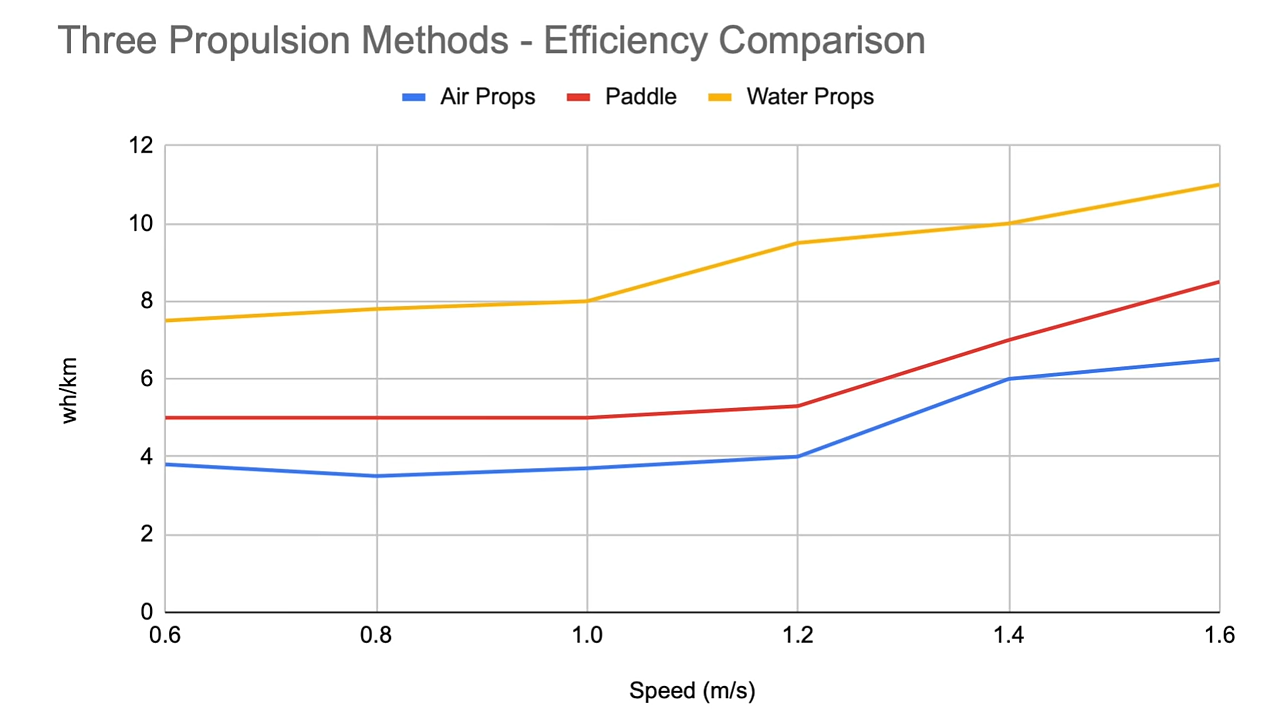 Three Propulsion Methods - Efficiency Comparison
Air Props Paddle Water Props
12
10
8
6
4
2
0
wh/km
0.6 0.8 1.0 1.2 1.4 1.6
Speed (m/s)